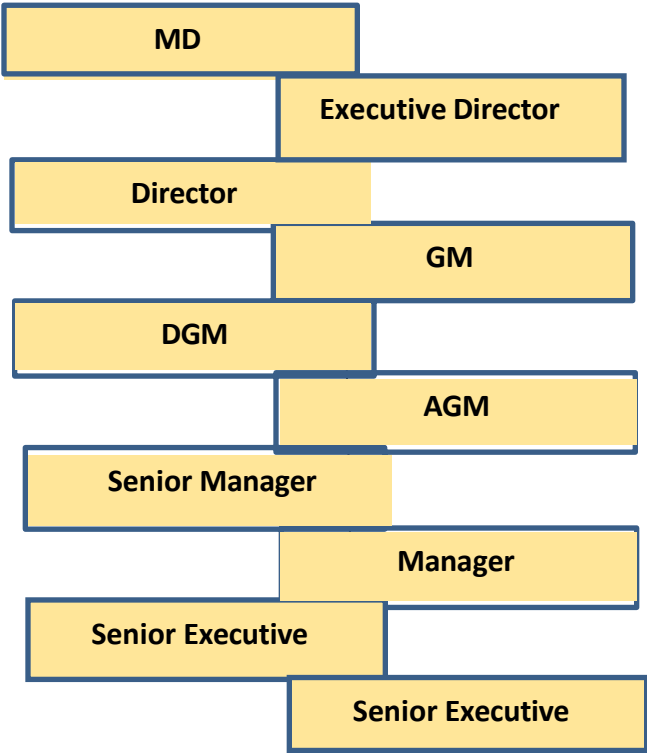 MD
Executive Director
Director
GM
DGM
AGM
Senior Manager
Manager
Senior Executive
Senior Executive